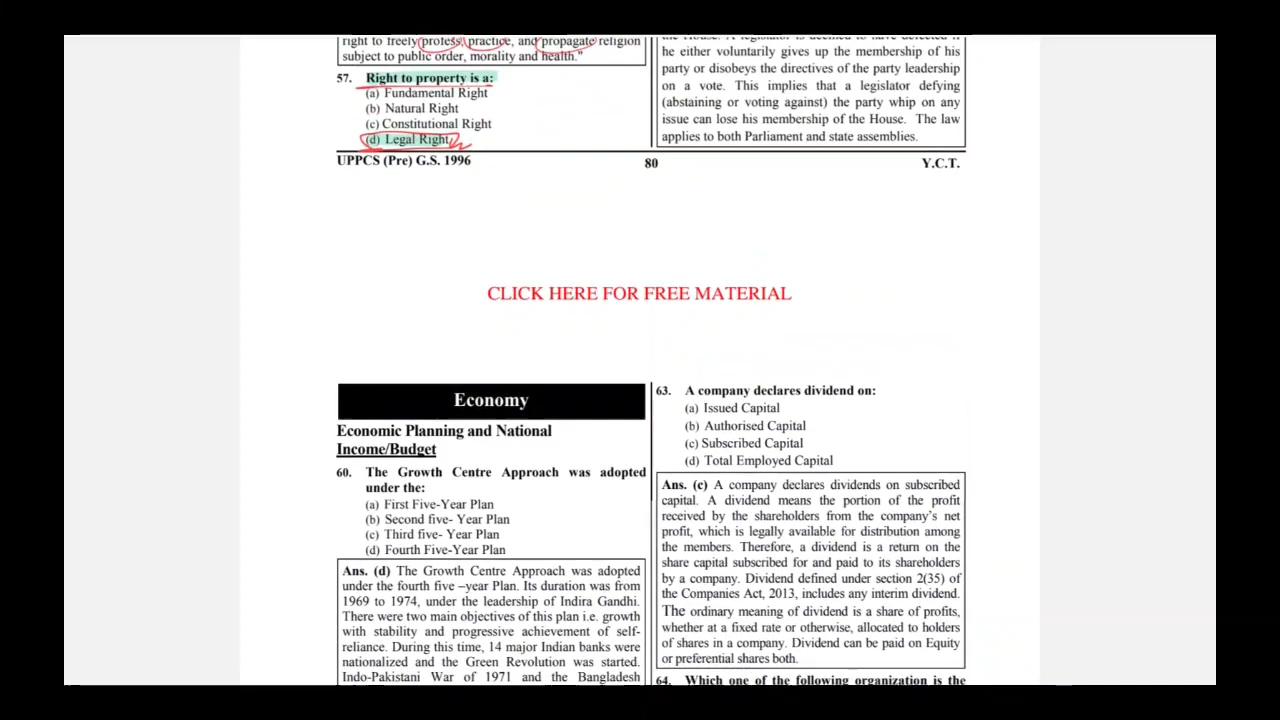 right to freely profess, practice, and propagate religion
subject to public order, morality and health."
57. Right to property is a:
(a) Fundamental Right
(b) Natural Right
(c) Constitutional Right
(d) Legal Right
the House. A legislator is deemed to have defected if
he either voluntarily gives up the membership of his
party or disobeys the directives of the party leadership
on a vote. This implies that a legislator defying
(abstaining or voting against) the party whip on any
issue can lose his membership of the House. The law
applies to both Parliament and state assemblies.
UPPCS (Pre) G.S. 1996 80 Y.C.T.
CLICK HERE FOR FREE MATERIAL
Economy
Economic Planning and National
Income/Budget
60. The Growth Centre Approach was adopted
under the:
(a) First Five-Year Plan
(b) Second five- Year Plan
(c) Third five- Year Plan
(d) Fourth Five-Year Plan
Ans. (d) The Growth Centre Approach was adopted
under the fourth five –year Plan. Its duration was from
1969 to 1974, under the leadership of Indira Gandhi.
There were two main objectives of this plan i.e. growth
with stability and progressive achievement of self-
reliance. During this time, 14 major Indian banks were
nationalized and the Green Revolution was started.
Indo-Pakistani War of 1971 and the Bangladesh
63. A company declares dividend on:
(a) Issued Capital
(b) Authorised Capital
(c) Subscribed Capital
(d) Total Employed Capital
Ans. (c) A company declares dividends on subscribed
capital. A dividend means the portion of the profit
received by the shareholders from the company's net
profit, which is legally available for distribution among
the members. Therefore, a dividend is a return on the
share capital subscribed for and paid to its shareholders
by a company. Dividend defined under section 2(35) of
the Companies Act, 2013, includes any interim dividend.
The ordinary meaning of dividend is a share of profits,
whether at a fixed rate or otherwise, allocated to holders
of shares in a company. Dividend can be paid on Equity
or preferential shares both.
64. Which one of the following organization is the